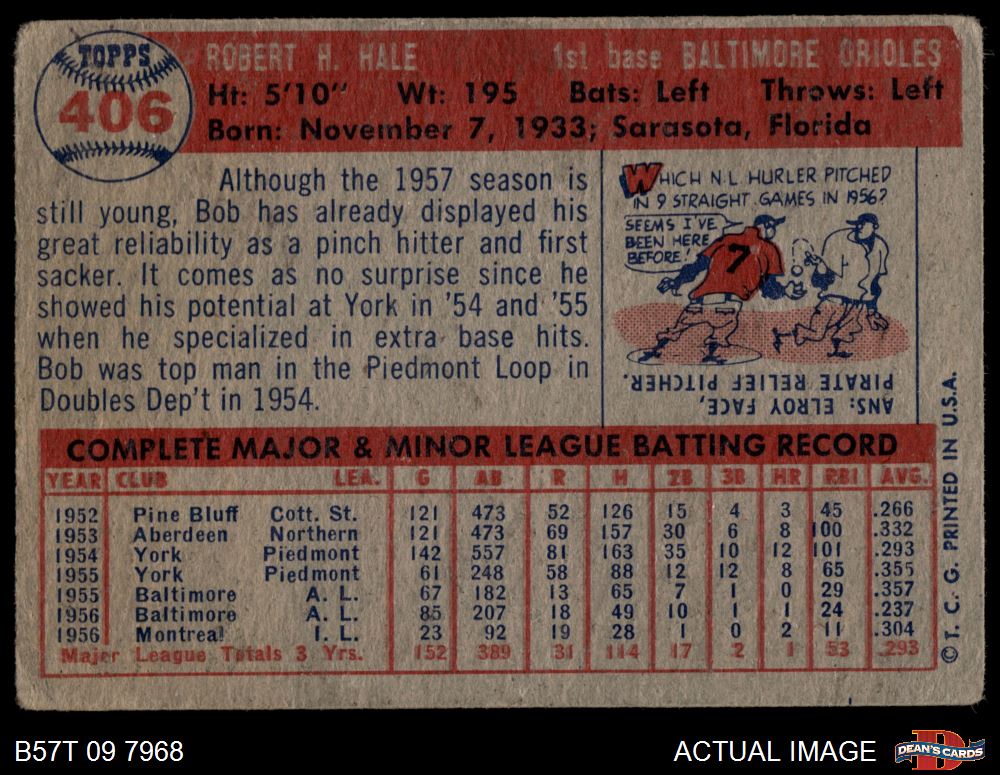 TOPPS
406
ROBERT H. HALE 1st base BALTIMORE ORIOLES
Ht: 5'10" Wt: 195 Bats: Left Throws: Left
Born: November 7, 1933; Sarasota, Florida
Although the 1957 season is
still young, Bob has already displayed his
great reliability as a pinch hitter and first
sacker. It comes as no surprise since he
showed his potential at York in '54 and '55
when he specialized in extra base hits.
Bob was top man in the Piedmont Loop in
Doubles Dep't in 1954.
WHICH N.L. HURLER PITCHED
IN 9 STRAIGHT GAMES IN 1956?
SEEMS I'VE
BEEN HERE
BEFORE!
7
ANS: ELROY FACE,
PIRATE RELIEF PITCHER.
COMPLETE MAJOR & MINOR LEAGUE BATTING RECORD
YEAR CLUB LEA. G AB R H 2B 3B HR RBI AVG.
1952 Pine Bluff Cott. St. 121 473 52 126 15 4 3 45 .266
1953 Aberdeen Northern 121 473 69 157 30 6 8 100 .332
1954 York Piedmont 142 557 81 163 35 10 12 101 .293
1955 York Piedmont 61 248 58 88 12 12 8 65 .355
1955 Baltimore A. L. 67 182 13 65 7 1 0 29 .357
1956 Baltimore A. L. 85 207 18 49 10 1 1 24 .237
1956 Montreal I. L. 23 92 19 28 1 0 2 11 .304
Major League Totals 3 Yrs. 152 389 31 114 17 2 1 53 .293
© T. C. G. PRINTED IN U.S.A.
B57T 09 7968
ACTUAL IMAGE
D
DEAN'S CARDS